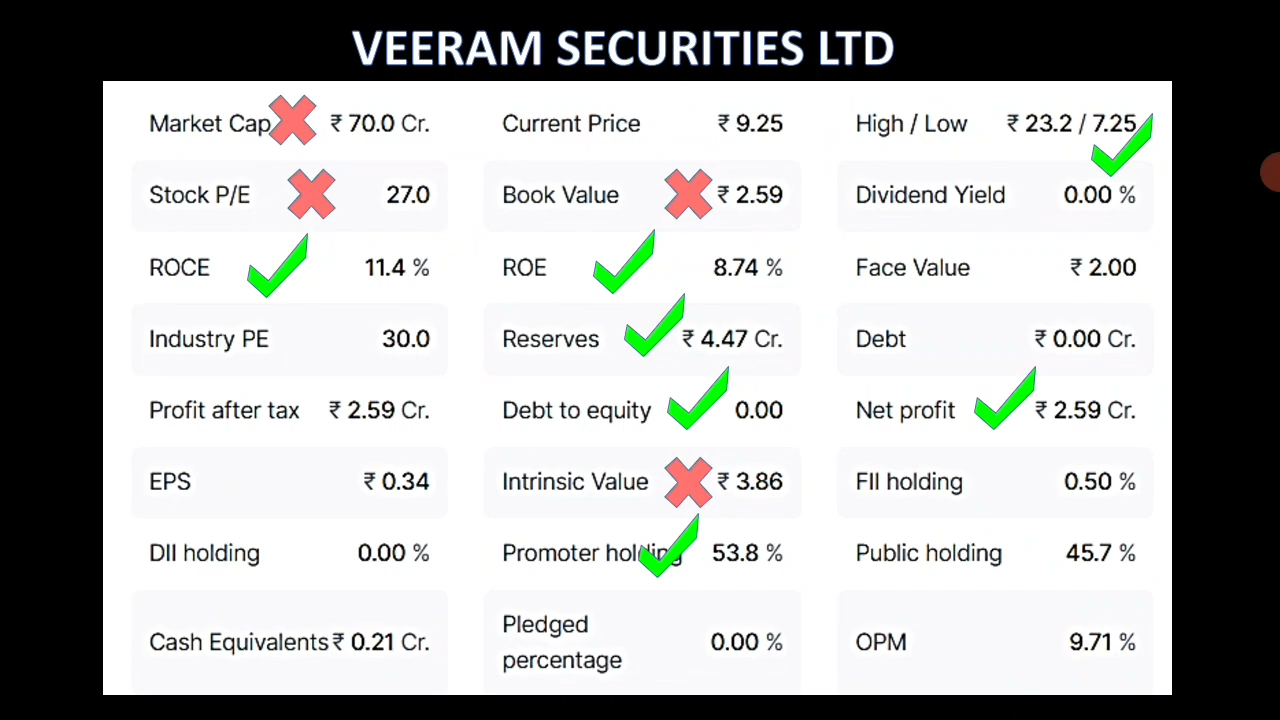 VEERAM SECURITIES LTD
Market Cap ₹ 70.0 Cr.
Current Price ₹ 9.25
High / Low ₹ 23.2 / 7.25
Stock P/E 27.0
Book Value ₹ 2.59
Dividend Yield 0.00 %
ROCE 11.4 %
ROE 8.74 %
Face Value ₹ 2.00
Industry PE 30.0
Reserves ₹ 4.47 Cr.
Debt ₹ 0.00 Cr.
Profit after tax ₹ 2.59 Cr.
Debt to equity 0.00
Net profit ₹ 2.59 Cr.
EPS ₹ 0.34
Intrinsic Value ₹ 3.86
FII holding 0.50 %
DII holding 0.00 %
Promoter holding 53.8 %
Public holding 45.7 %
Cash Equivalents ₹ 0.21 Cr.
Pledged
percentage 0.00 %
OPM 9.71 %